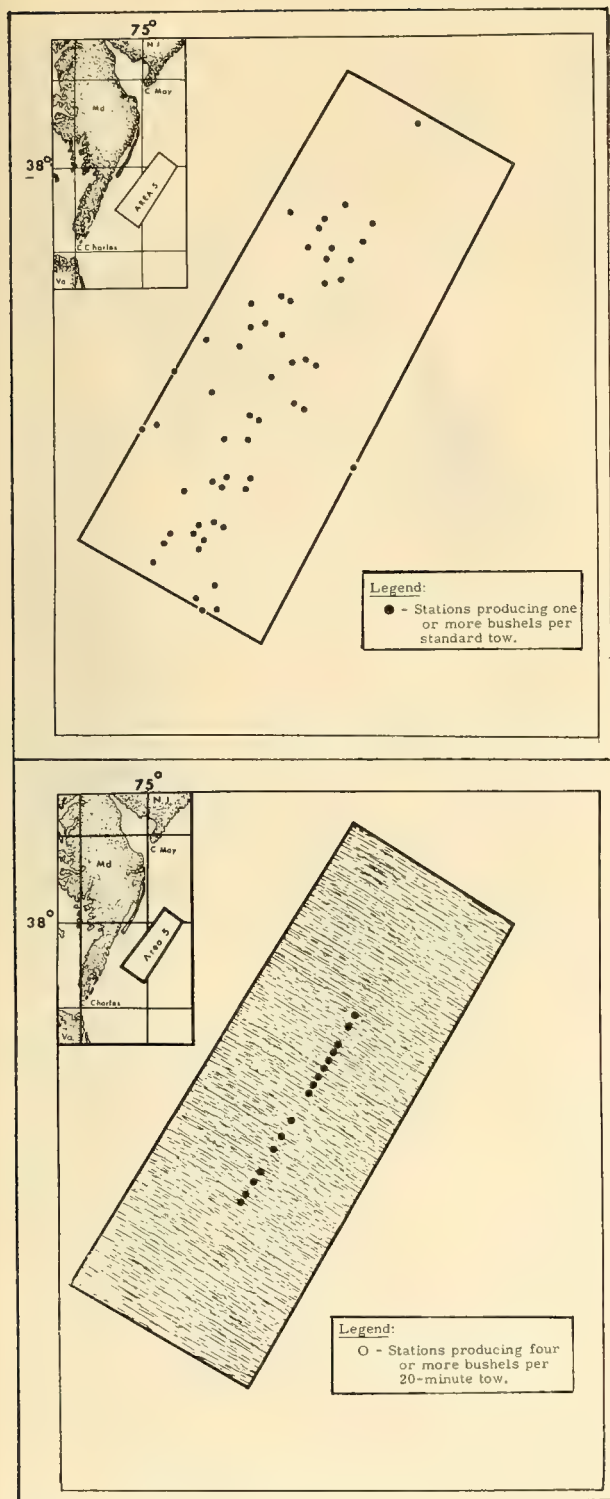 75°
N J
C May
Md
38°
AREA 5
C Charles
Va
Legend:
● - Stations producing one
or more bushels per
standard tow.
75°
N J
C May
Md
38°
Area 5
Charles
Va.
Legend:
O - Stations producing four
or more bushels per
20-minute tow.